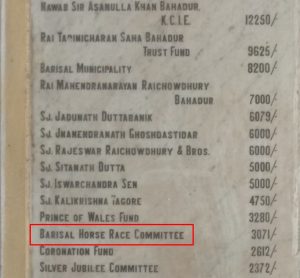 NAWAB SIR ASANULLA KHAN BAHADUR,
K.C.I.E. 12250/-
RAI TARINICHARAN SAHA BAHADUR
TRUST FUND 9625/-
BARISAL MUNICIPALITY 8200/-
RAI MAHENDRANARAYAN RAICHOWDHURY
BAHADUR 7000/-
SJ. JADUNATH DUTTABANIK 6079/-
SJ. JNANENDRANATH GHOSHDASTIDAR 6000/-
SJ. RAJESWAR RAICHOWDHURY & BROS. 6000/-
SJ. SITANATH DUTTA 5000/-
SJ. ISWARCHANDRA SEN 5000/-
SJ. KALIKUSHNA TAGORE 4750/-
PRINCE OF WALES FUND 3280/-
BARISAL HORSE RACE COMMITTEE 3071/-
CORONATION FUND 2612/-
SILVER JUBILEE COMMITTEE 2372/-